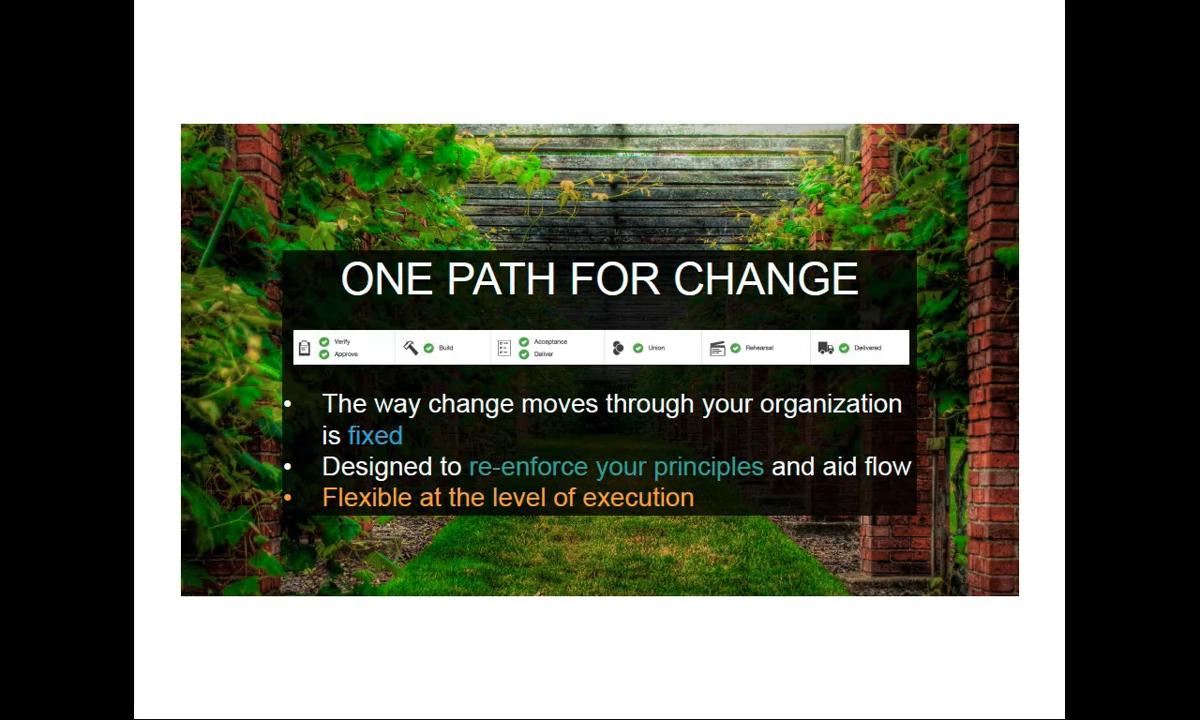 ONE PATH FOR CHANGE
Verify
Approve
Build
Acceptance
Deliver
Union
Rehearsal
Delivered
• The way change moves through your organization
is fixed
• Designed to re-enforce your principles and aid flow
• Flexible at the level of execution